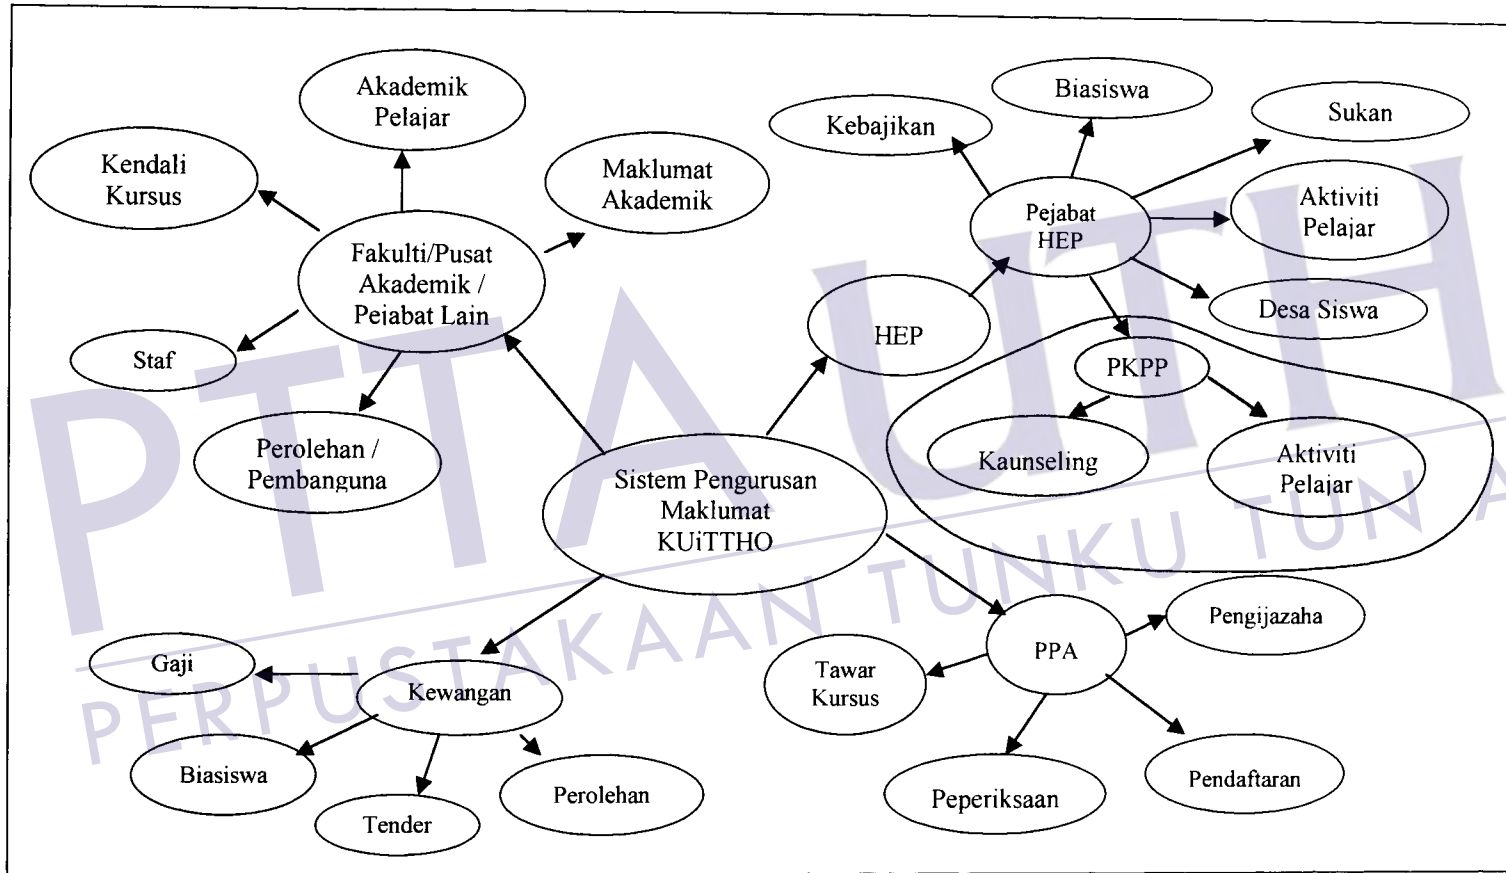 Akademik
Pelajar
Kendali
Kursus
Maklumat
Akademik
Fakulti/Pusat
Akademik /
Pejabat Lain
Staf
Perolehan /
Pembanguna
Kebajikan
Biasiswa
Sukan
Pejabat
HEP
Aktiviti
Pelajar
Desa Siswa
HEP
PKPP
Kaunseling
Aktiviti
Pelajar
Sistem Pengurusan
Maklumat
KUiTTHO
Gaji
Kewangan
Biasiswa
Tender
Perolehan
PPA
Pengijazaha
Tawar
Kursus
Peperiksaan
Pendaftaran
PTTA UTH
PERPUSTAKAAN TUNKU TUN A